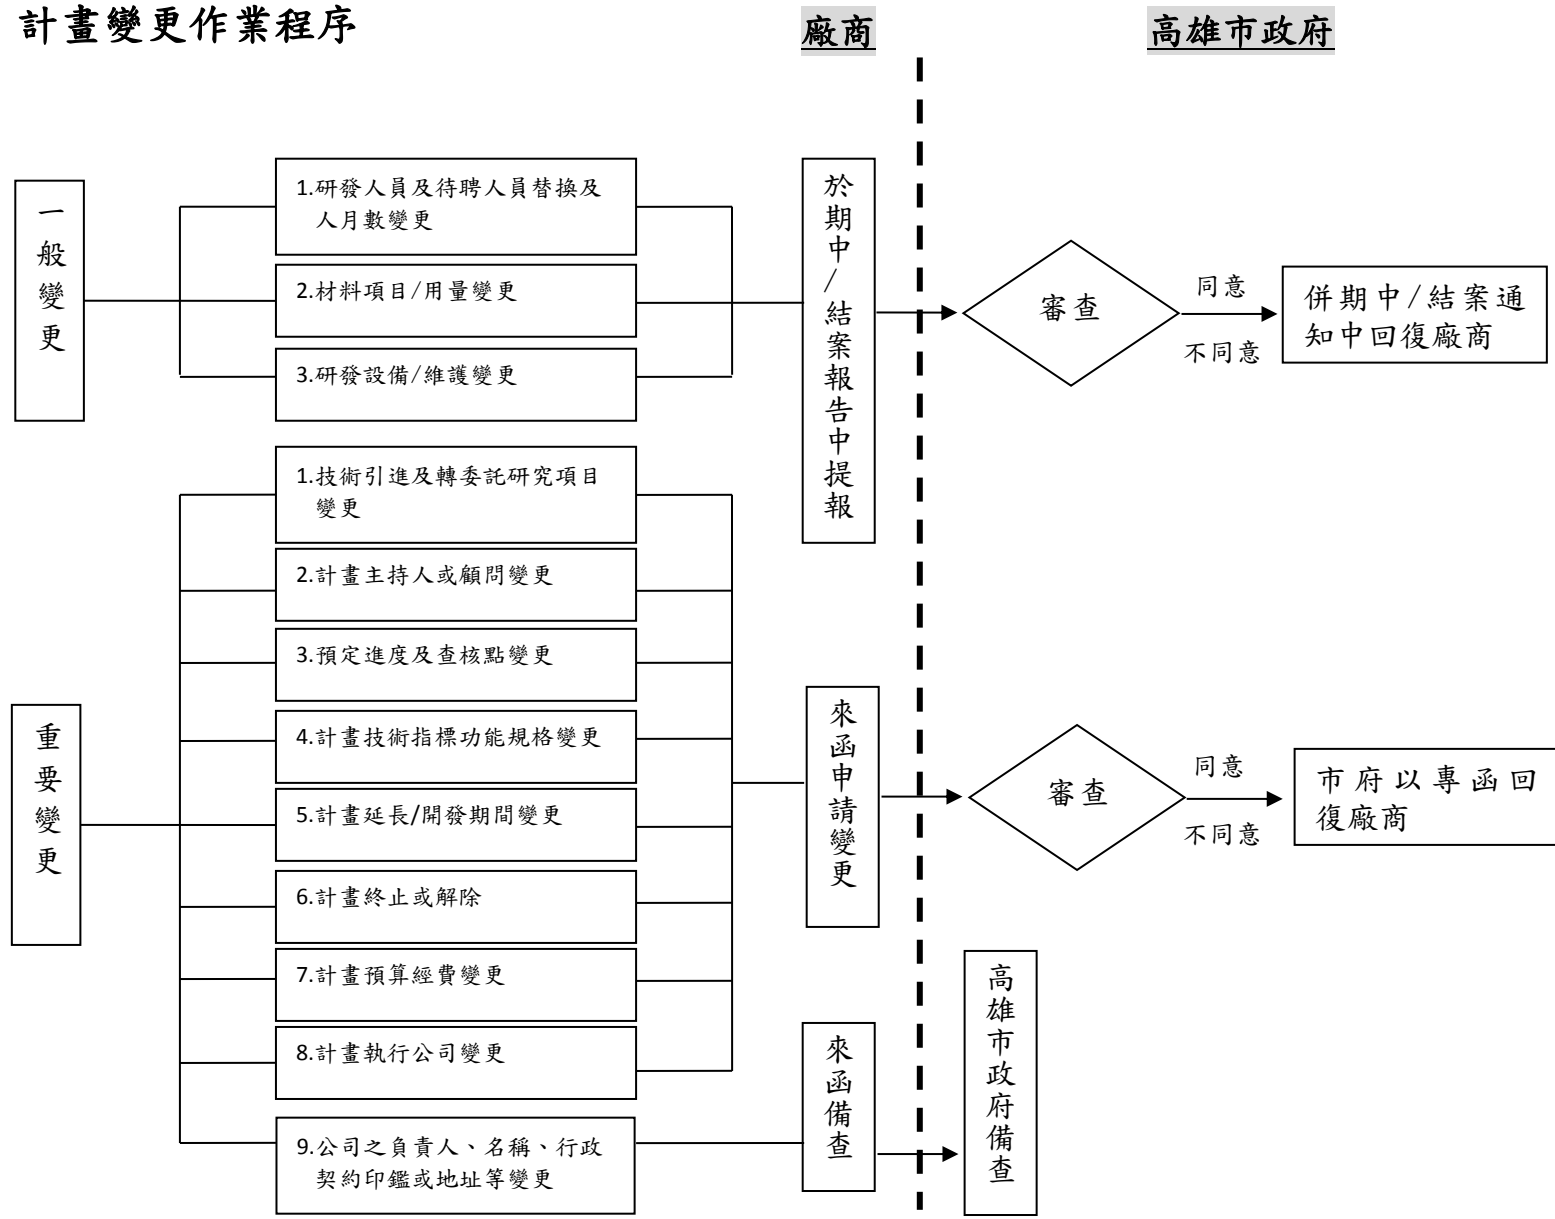 計畫變更作業程序
廠商
高雄市政府
一般變更
1.研發人員及待聘人員替換及
人月數變更
2.材料項目/用量變更
3.研發設備/維護變更
於期中/結案報告中提報
審查
同意
不同意
併期中/結案通
知中回復廠商
重要變更
1.技術引進及轉委託研究項目
變更
2.計畫主持人或顧問變更
3.預定進度及查核點變更
4.計畫技術指標功能規格變更
5.計畫延長/開發期間變更
6.計畫終止或解除
7.計畫預算經費變更
8.計畫執行公司變更
9.公司之負責人、名稱、行政
契約印鑑或地址等變更
來函申請變更
審查
同意
不同意
市府以專函回
復廠商
來函備查
高雄市政府備查